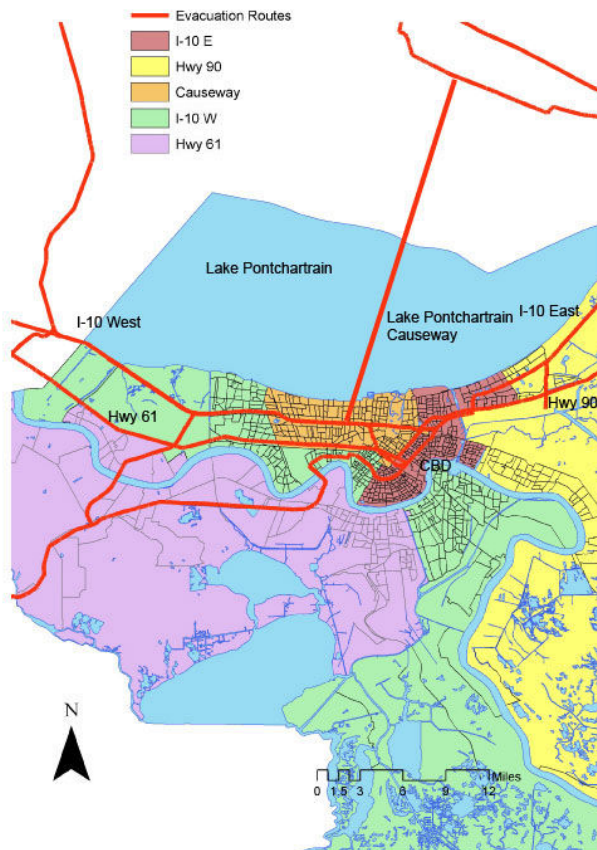 Evacuation Routes
I-10 E
Hwy 90
Causeway
I-10 W
Hwy 61
Lake Pontchartrain
I-10 West
Lake Pontchartrain
Causeway
I-10 East
Hwy 61
Hwy 90
CBD
N
Miles
0 1.5 3 6 9 12